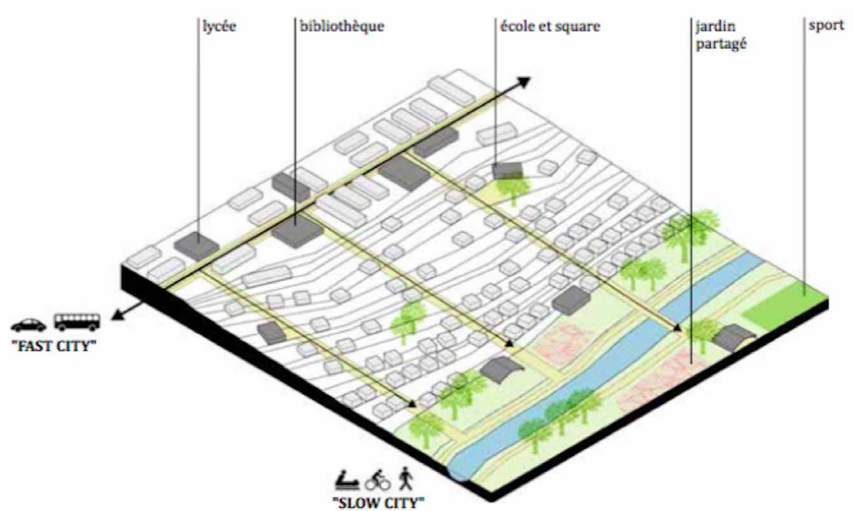 lycée
bibliothèque
école et square
jardin
partagé
sport
"FAST CITY"
"SLOW CITY"